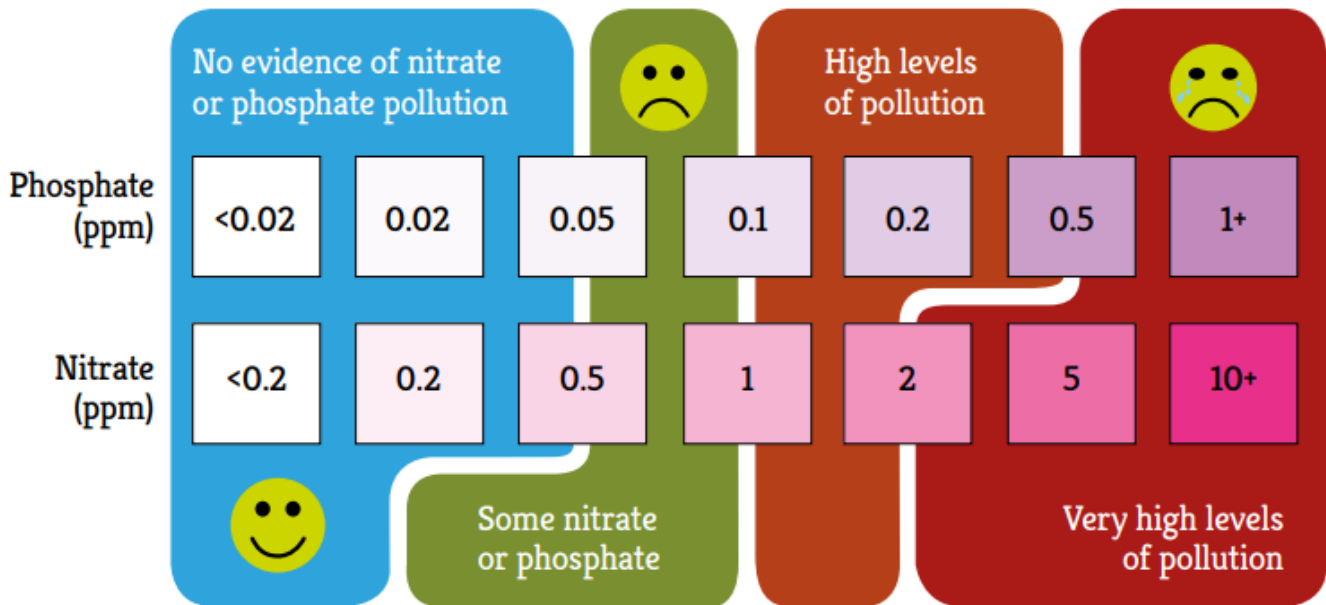 No evidence of nitrate
or phosphate pollution
High levels
of pollution
Phosphate
(ppm)
<0.02 0.02 0.05 0.1 0.2 0.5 1+
Nitrate
(ppm)
<0.2 0.2 0.5 1 2 5 10+
Some nitrate
or phosphate
Very high levels
of pollution